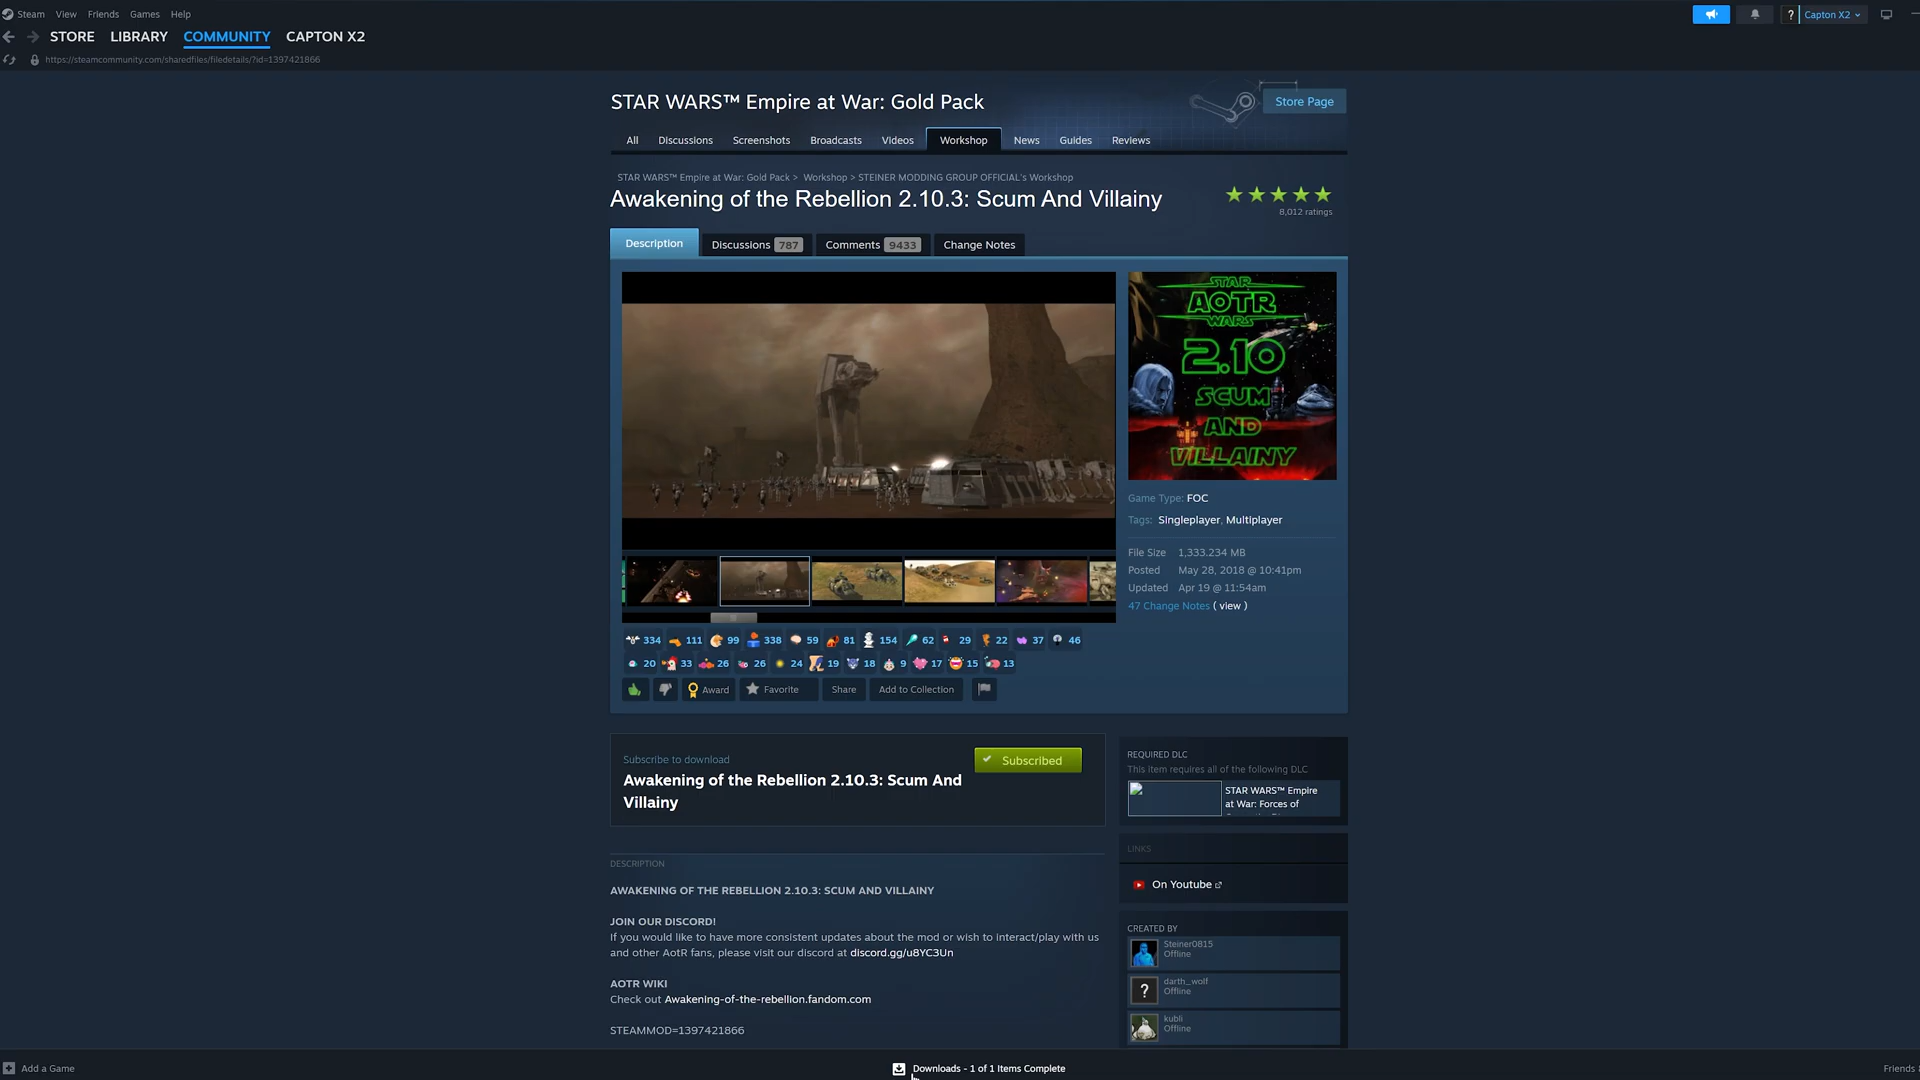 Steam View Friends Games Help
Capton X2
STORE LIBRARY COMMUNITY CAPTON X2
https://steamcommunity.com/sharedfiles/filedetails/?id=1397421866
STAR WARS™ Empire at War: Gold Pack
Store Page
All Discussions Screenshots Broadcasts Videos Workshop News Guides Reviews
STAR WARS™ Empire at War: Gold Pack > Workshop > STEINER MODDING GROUP OFFICIAL's Workshop
Awakening of the Rebellion 2.10.3: Scum And Villainy
8,012 ratings
Description Discussions 787 Comments 9433 Change Notes
STAR
AOTR
WARS
2.10
SCUM
AND
VILLAINY
Game Type: FOC
Tags: Singleplayer, Multiplayer
File Size 1,333.234 MB
Posted May 28, 2018 @ 10:41pm
Updated Apr 19 @ 11:54am
47 Change Notes ( view )
334 111 99 338 59 81 154 62 29 22 37 46
20 33 26 26 24 19 18 9 17 15 13
Award Favorite Share Add to Collection
Subscribe to download
Awakening of the Rebellion 2.10.3: Scum And
Villainy
Subscribed
REQUIRED DLC
This item requires all of the following DLC
STAR WARS™ Empire
at War: Forces of
LINKS
On Youtube
CREATED BY
Steiner0815
Offline
darth_wolf
Offline
kubli
Offline
DESCRIPTION
AWAKENING OF THE REBELLION 2.10.3: SCUM AND VILLAINY
JOIN OUR DISCORD!
If you would like to have more consistent updates about the mod or wish to interact/play with us
and other AotR fans, please visit our discord at discord.gg/u8YC3Un
AOTR WIKI
Check out Awakening-of-the-rebellion.fandom.com
STEAMMOD=1397421866
Add a Game
Downloads - 1 of 1 Items Complete
Friends